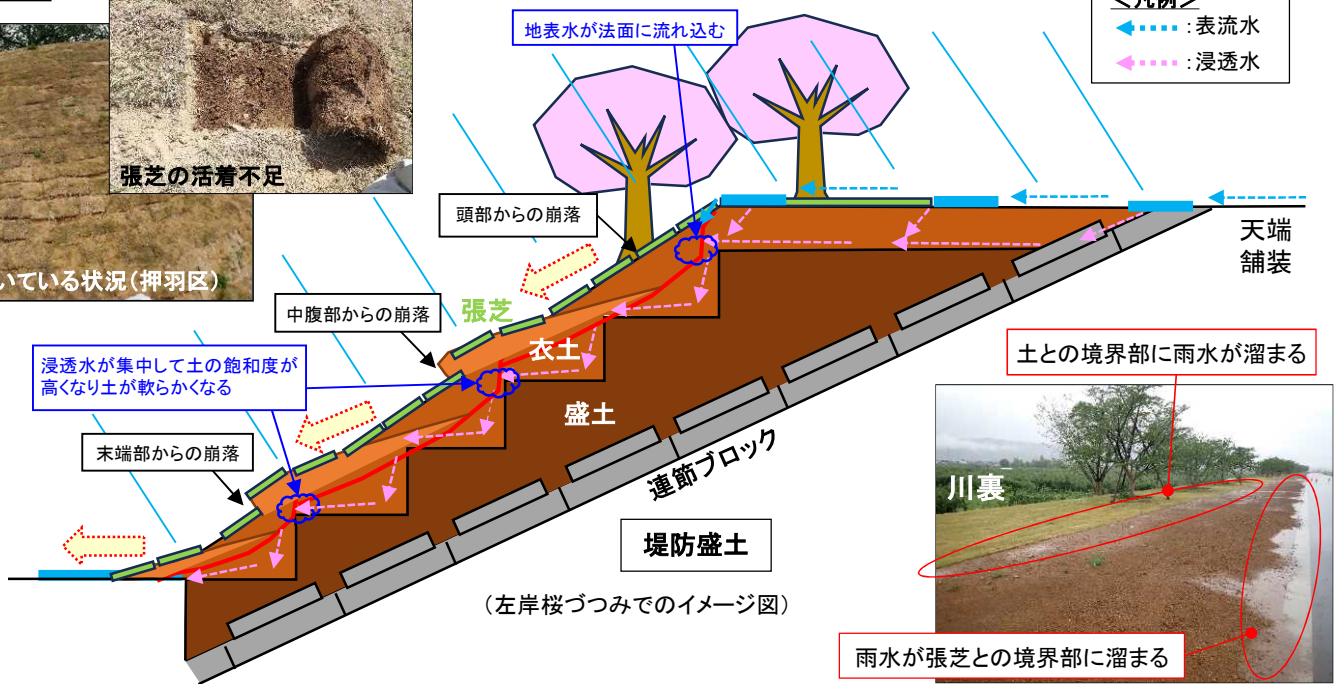 <凡例>
:表流水
:浸透水
地表水が法面に流れ込む
張芝の活着不足
頭部からの崩落
いている状況(押羽区)
天端
舗装
中腹部からの崩落
張芝
衣土
浸透水が集中して土の飽和度が
高くなり土が軟らかくなる
土との境界部に雨水が溜まる
盛土
末端部からの崩落
連節ブロック
川裏
堤防盛土
(左岸桜づつみでのイメージ図)
雨水が張芝との境界部に溜まる